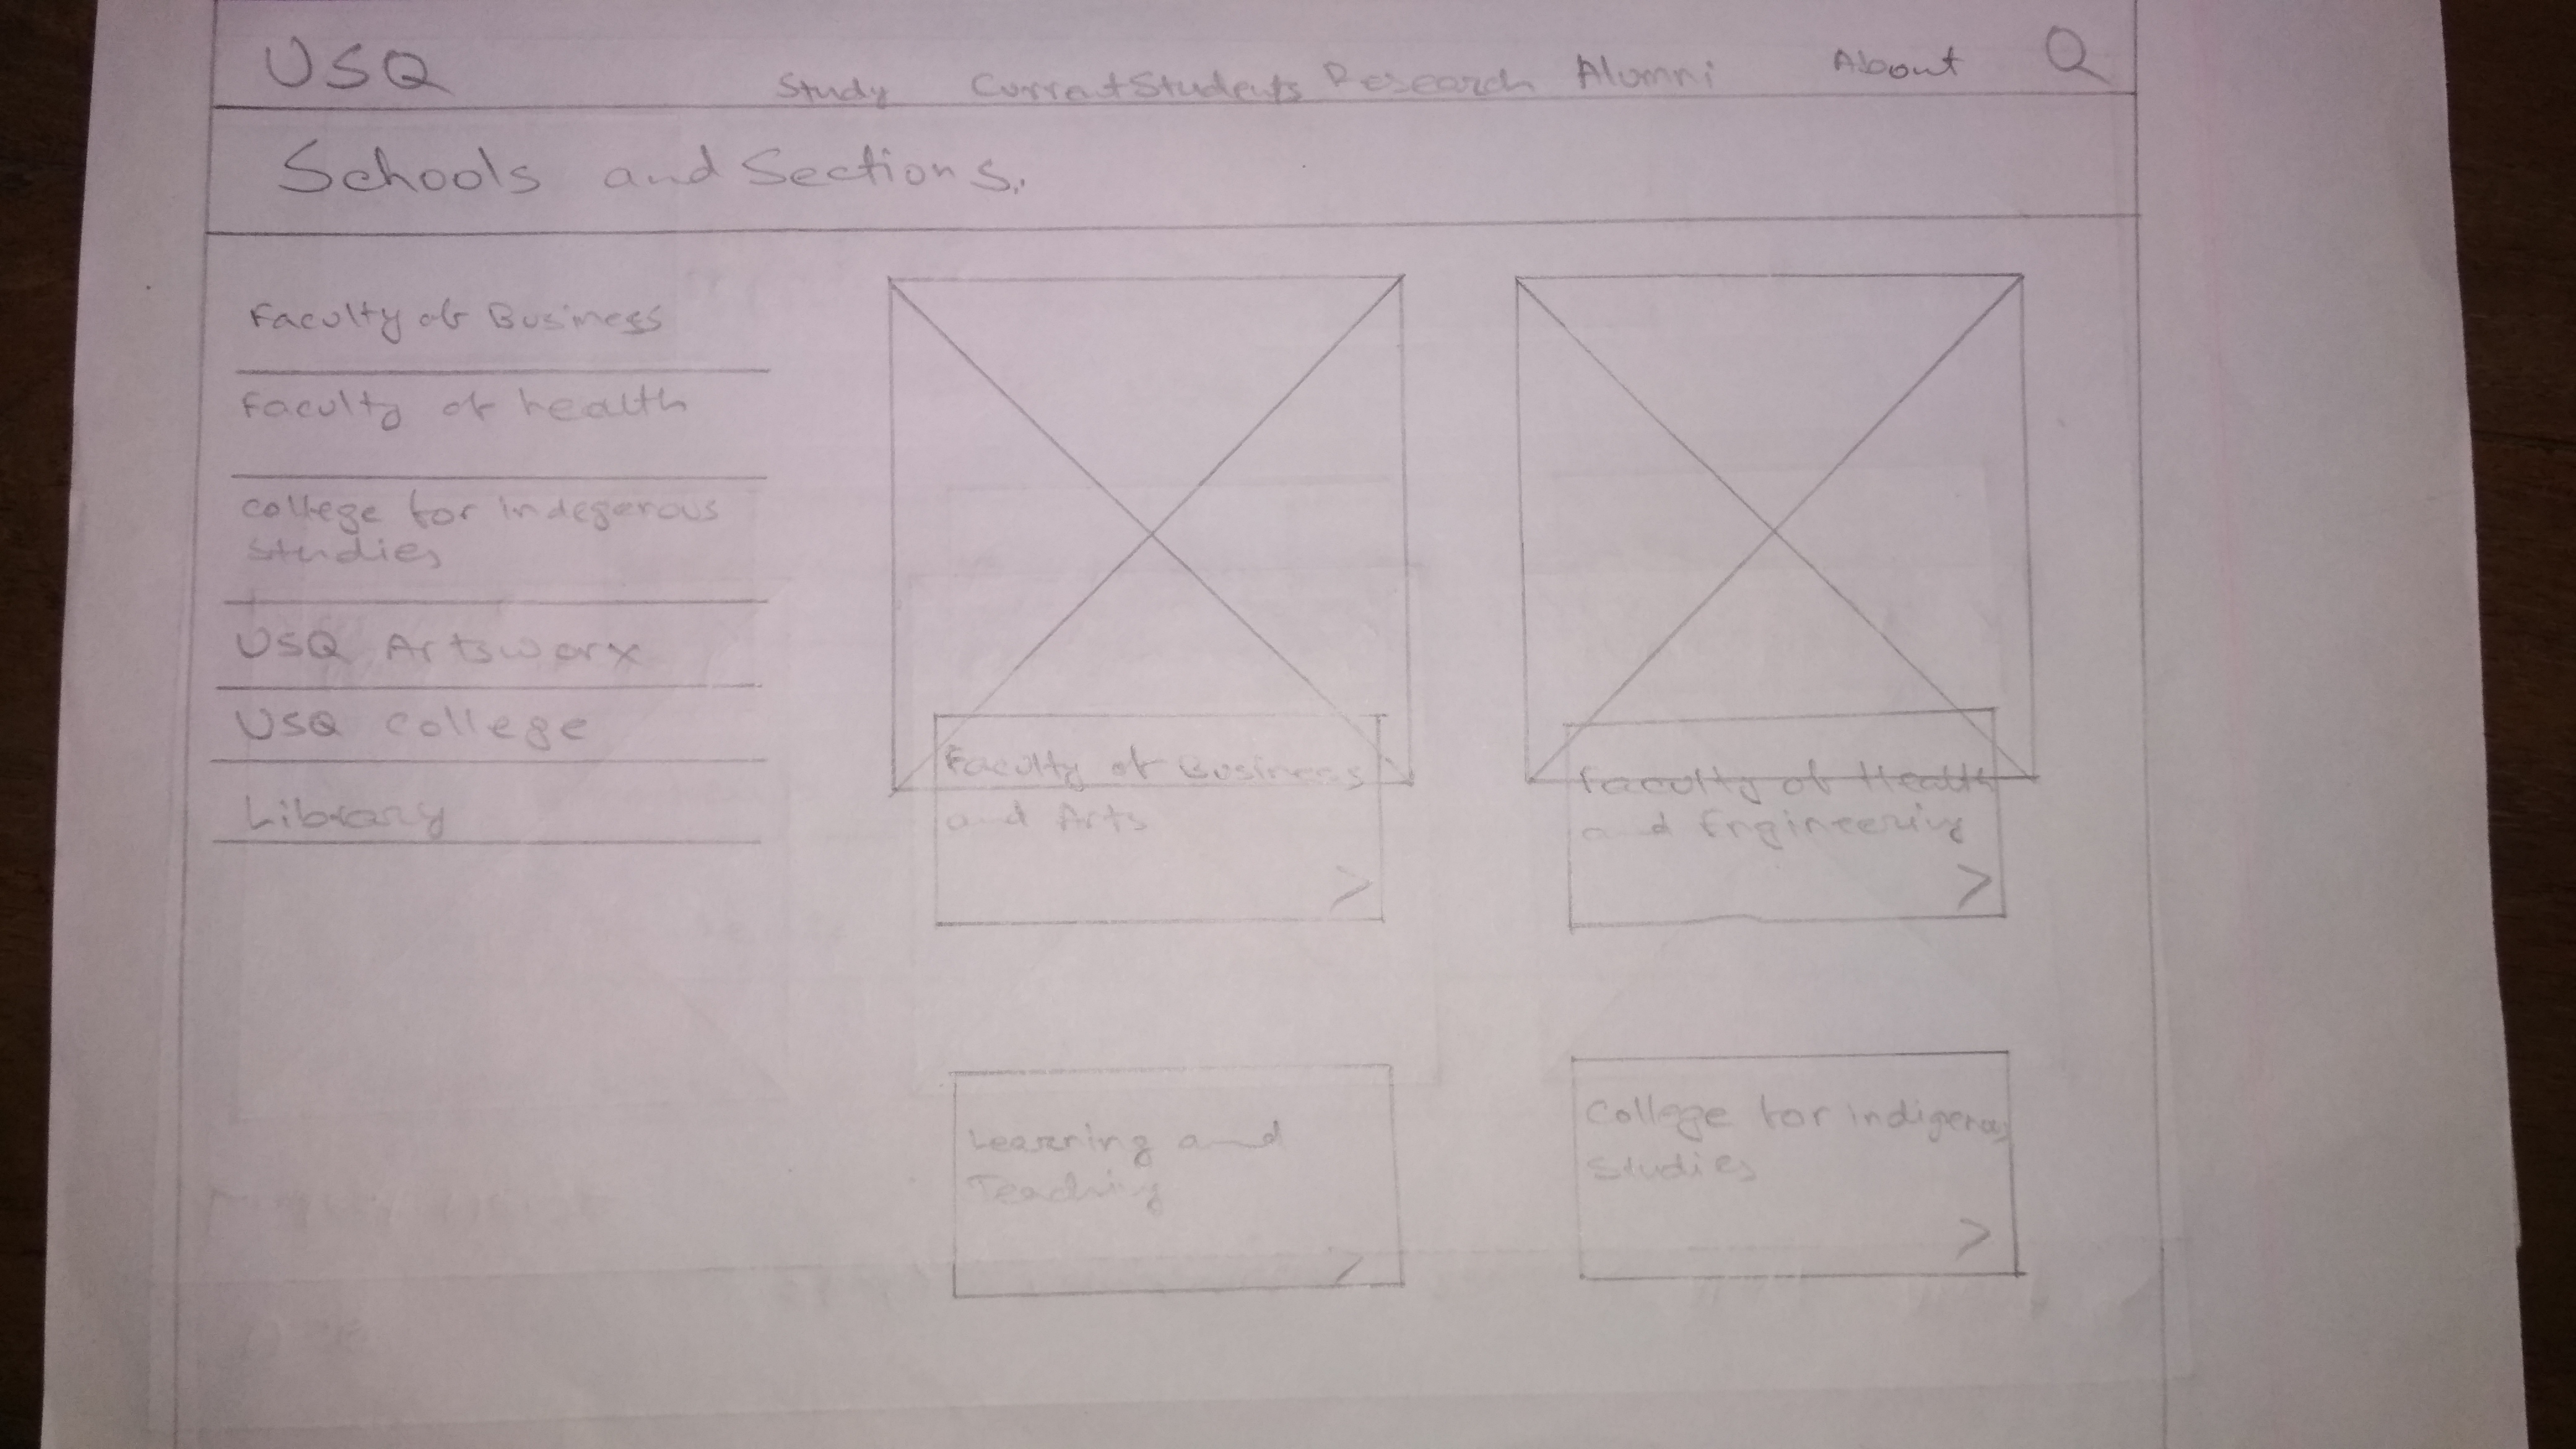 USQ
Study Current Students Research Alumni About
Schools and Sections.
Faculty of Business
Faculty of health
College for indegenous
Studies
USQ Artsworx
USQ College
Library
Faculty of Business
and Arts
>
Faculty of Health
and Engineering
>
Learning and
Teaching
>
College for indigenous
Studies
>